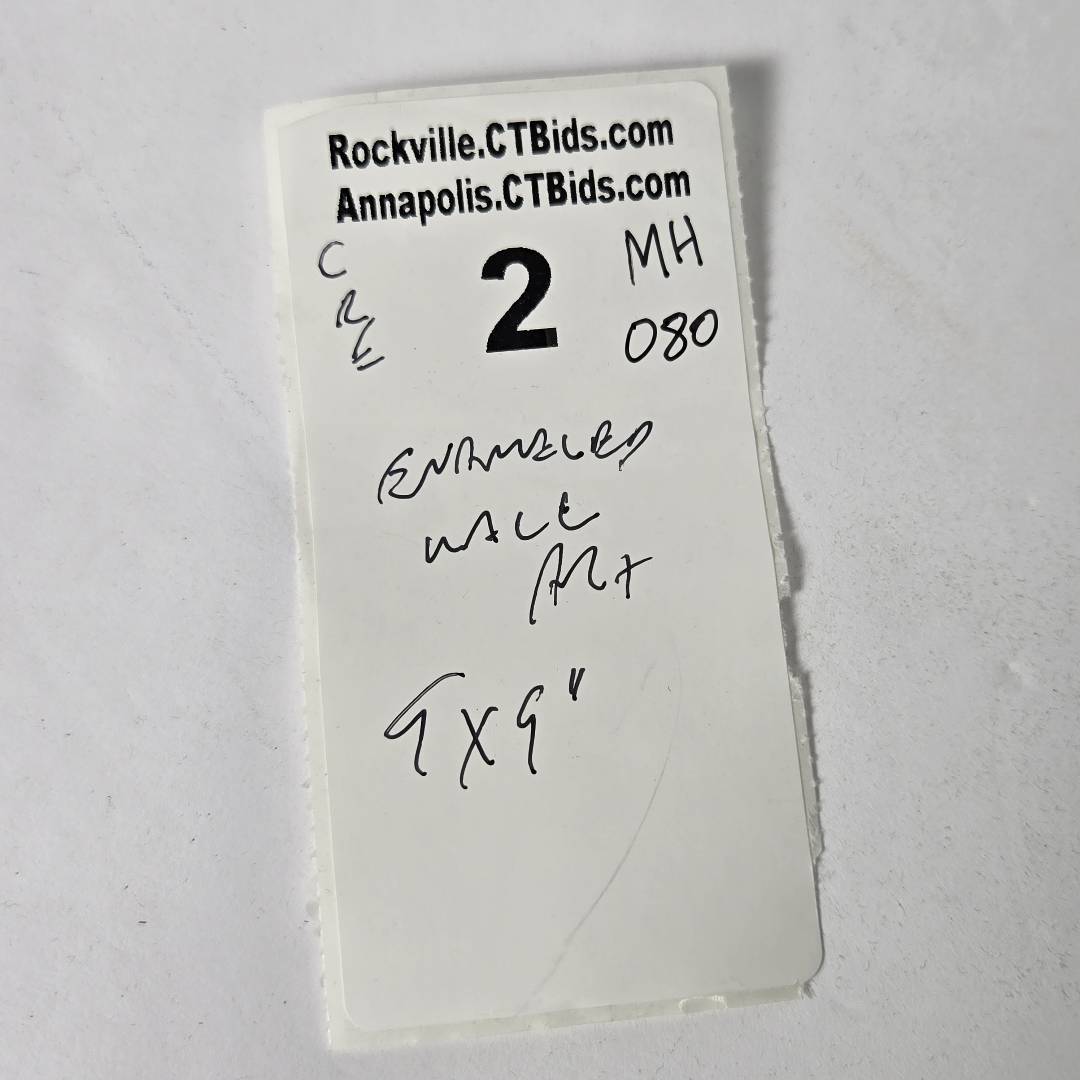 Rockville.CTBids.com
Annapolis.CTBids.com
C 2 MH
R 080
E
ENAMELED
WALL
ART
9X9"